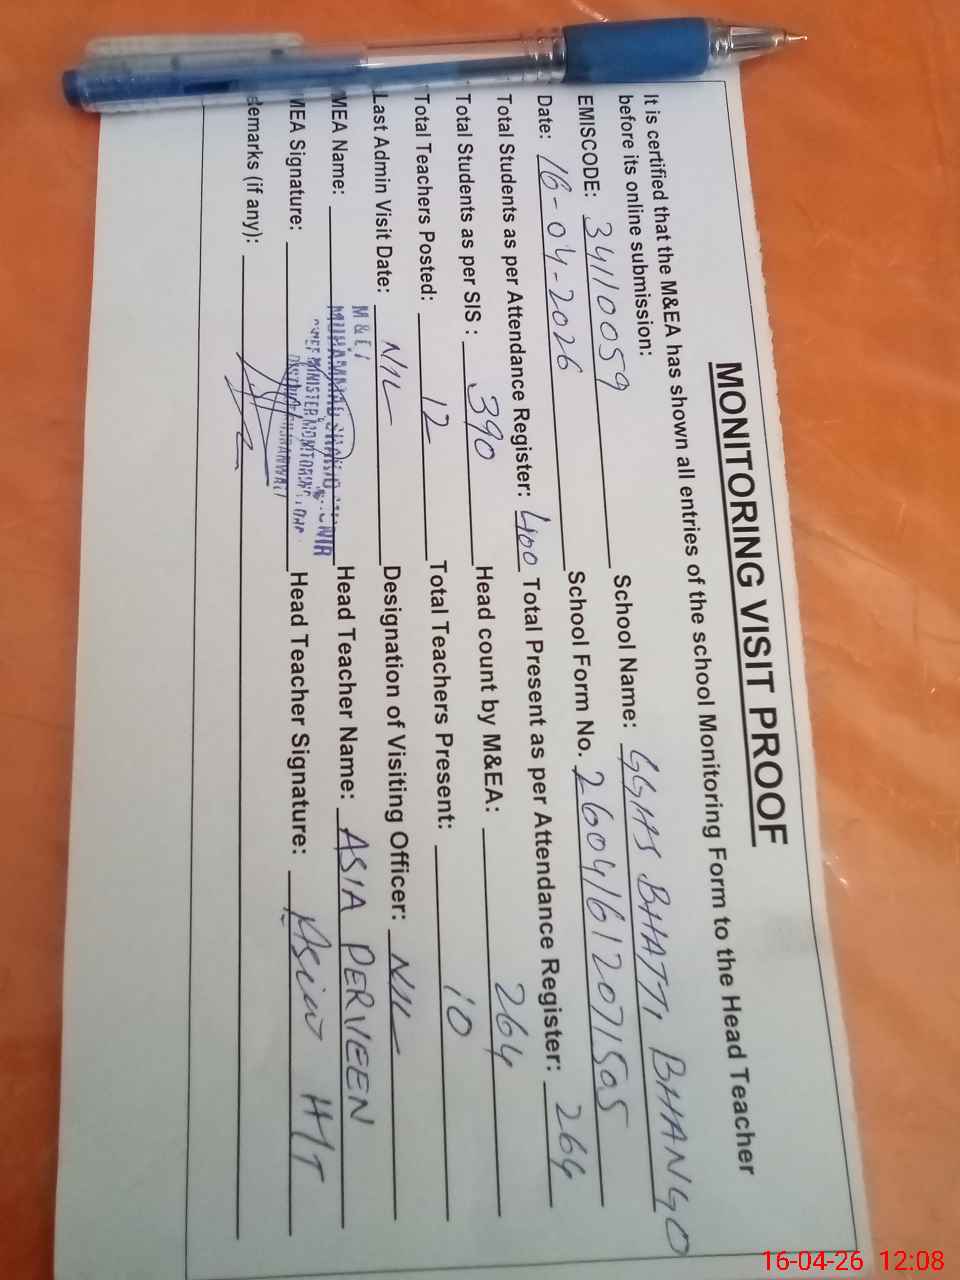 MONITORING VISIT PROOF
It is certified that the M&EA has shown all entries of the school Monitoring Form to the Head Teacher
before its online submission:
EMISCODE: 34110059 School Name: GGHS BHATTI BHANGO
Date: 16-04-2026 School Form No. 26041612071505
Total Students as per Attendance Register: 400 Total Present as per Attendance Register: 264
Total Students as per SIS : 390 Head count by M&EA: 264
Total Teachers Posted: 12 Total Teachers Present: 10
Last Admin Visit Date: NIL Designation of Visiting Officer: NIL
MEA Name: Head Teacher Name: ASIA PERVEEN
MEA Signature: Head Teacher Signature: HT
emarks (if any):
MUHAMMAD
MINISTER MONITORING
16-04-26 12:08